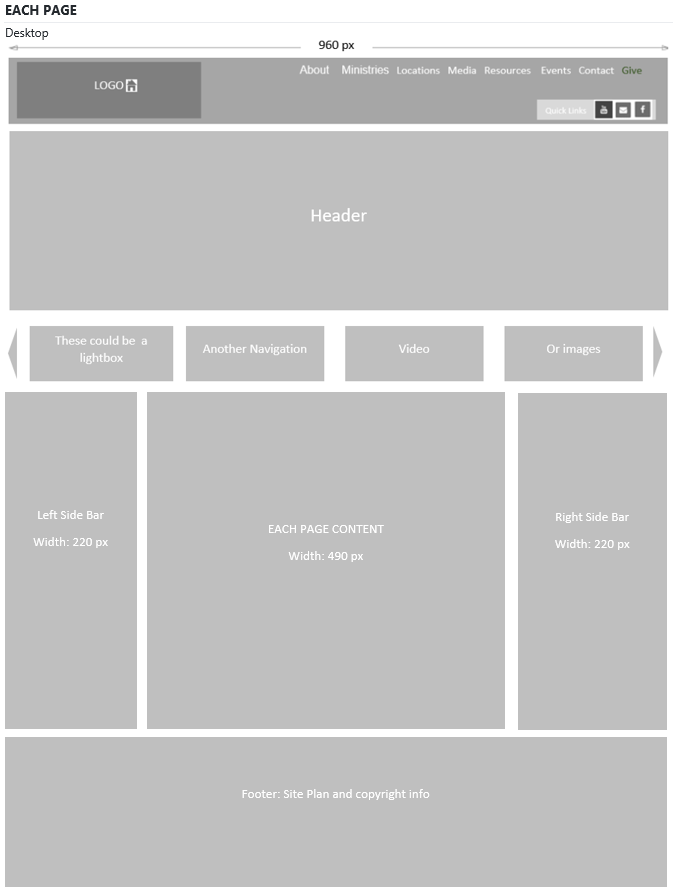 EACH PAGE
Desktop
960 px
LOGO
About Ministries Locations Media Resources Events Contact Give
Quick Links
Header
These could be a
lightbox
Another Navigation
Video
Or images
Left Side Bar
Width: 220 px
EACH PAGE CONTENT
Width: 490 px
Right Side Bar
Width: 220 px
Footer: Site Plan and copyright info